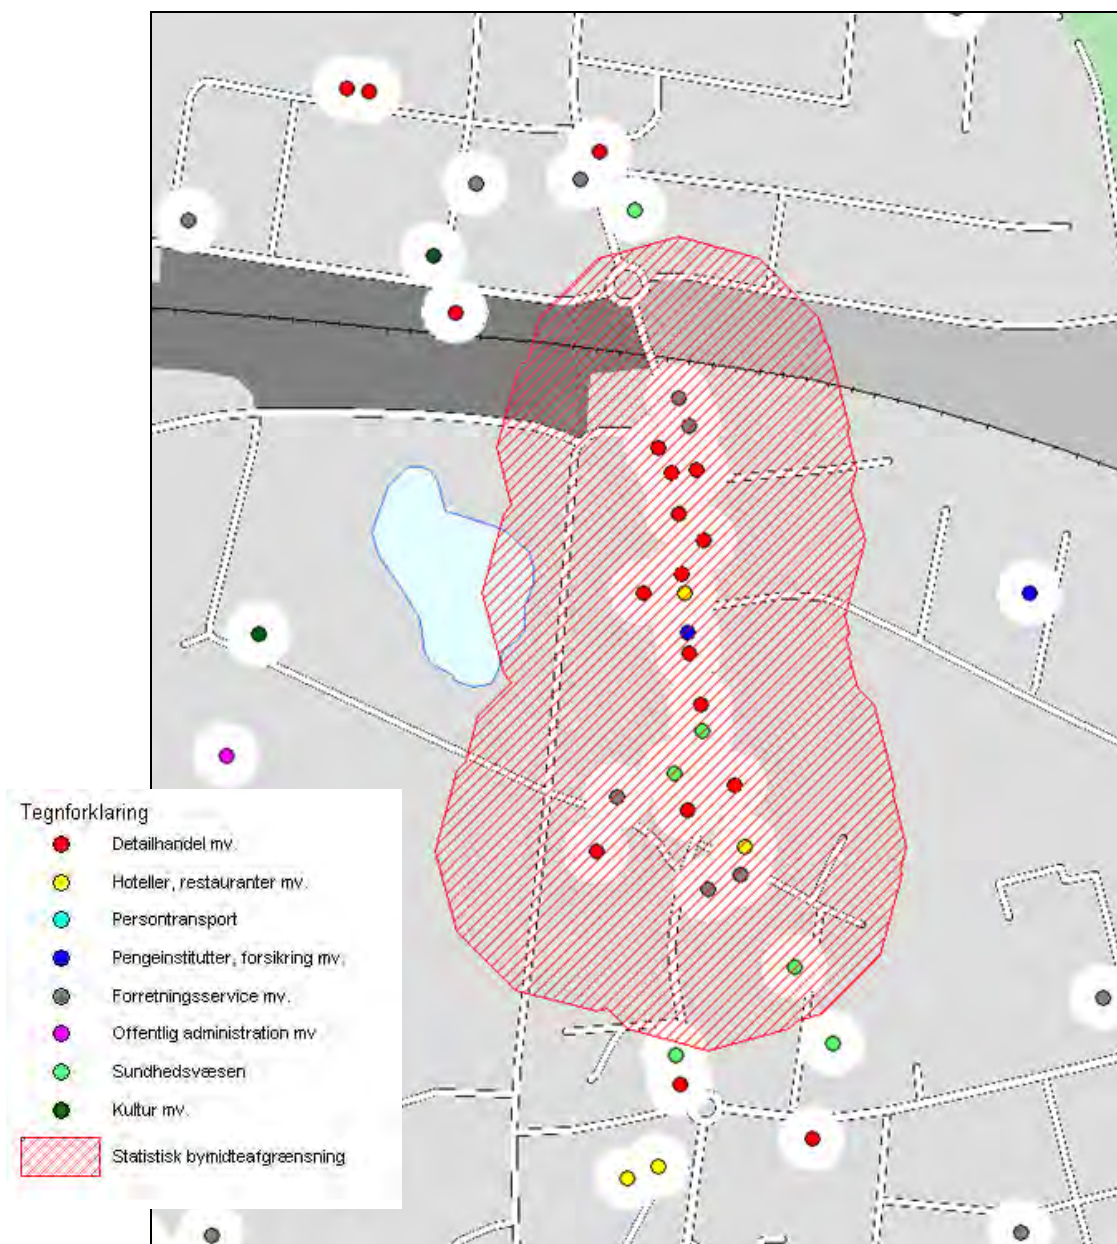 Tegnforklaring
Detailhandel mv.
Hoteller, restauranter mv.
Persontransport
Pengeinstitutter, forsikring mv.
Forretningsservice mv.
Offentlig administration mv
Sundhedsvæsen
Kultur mv.
Statistisk bymidteafgrænsning